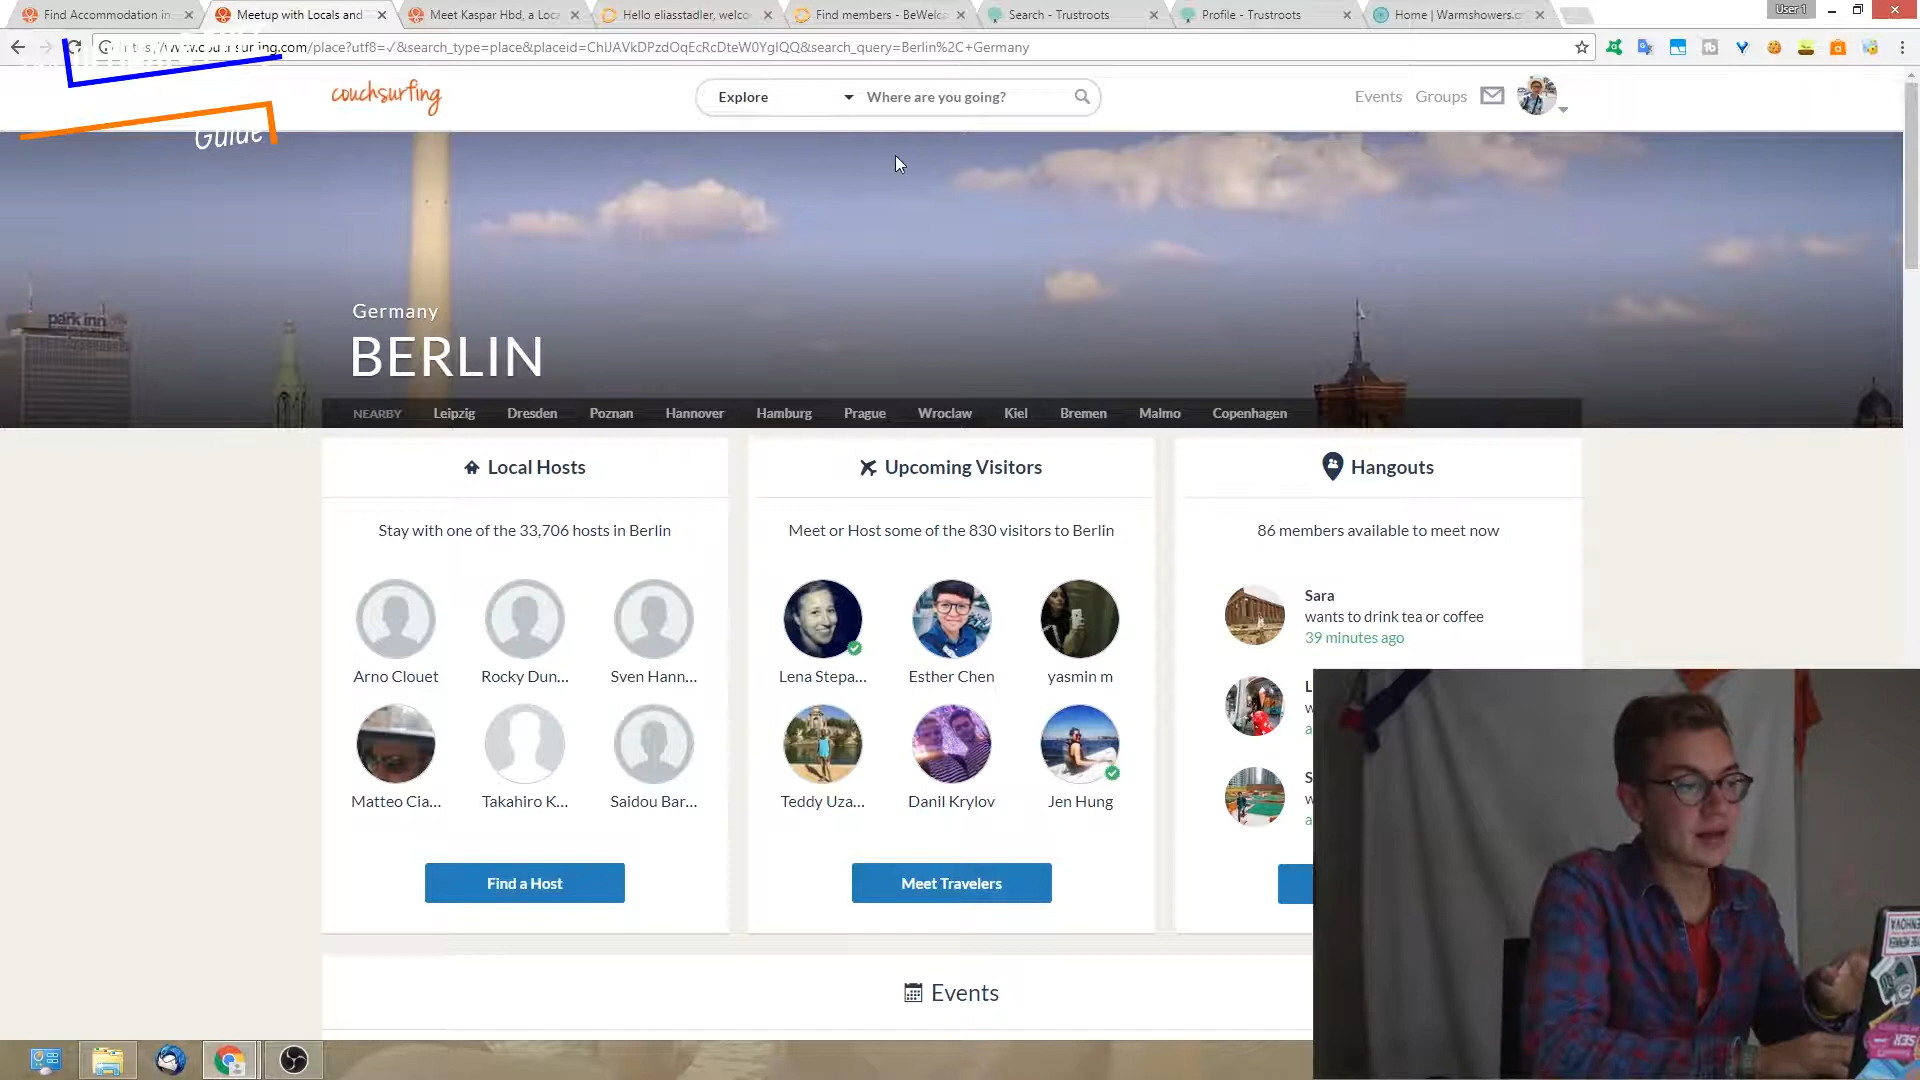 Find Accommodation in
Meetup with Locals and
Meet Kaspar Hbd, a Loca
Hello eliasstadler, welco
Find members - BeWelca
Search - Trustroots
Profile - Trustroots
Home | Warmshowers.o
User 1
/place?utf8=✓&search_type=place&placeid=ChIJAVkDPzdOqEcRcDteW0YgIQQ&search_query=Berlin%2C+Germany
couchsurfing
Explore
Where are you going?
Events
Groups
Guide
park inn
Germany
BERLIN
NEARBY Leipzig Dresden Poznan Hannover Hamburg Prague Wroclaw Kiel Bremen Malmo Copenhagen
Local Hosts
Stay with one of the 33,706 hosts in Berlin
Arno Clouet
Rocky Dun...
Sven Hann...
Matteo Cia...
Takahiro K...
Saidou Bar...
Find a Host
Upcoming Visitors
Meet or Host some of the 830 visitors to Berlin
Lena Stepa...
Esther Chen
yasmin m
Teddy Uza...
Danil Krylov
Jen Hung
Meet Travelers
Hangouts
86 members available to meet now
Sara
wants to drink tea or coffee
39 minutes ago
Events